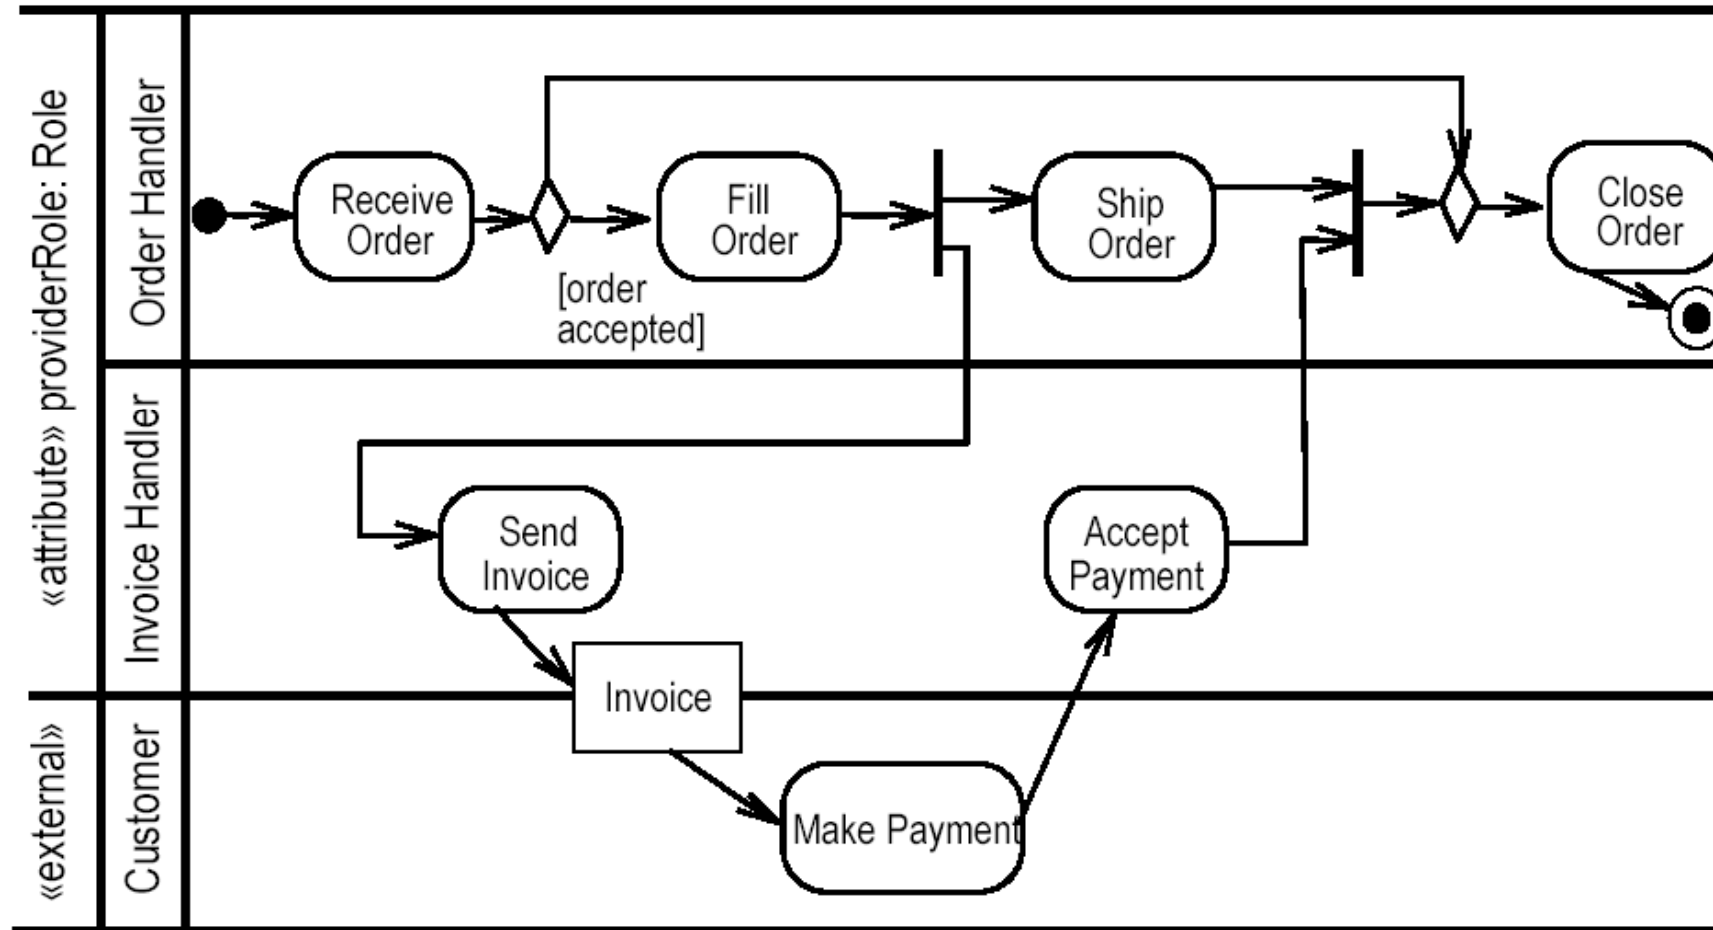 «attribute» providerRole: Role
Order Handler
Receive
Order
[order
accepted]
Fill
Order
Ship
Order
Close
Order
Invoice Handler
Send
Invoice
Accept
Payment
Invoice
«external»
Customer
Make Payment